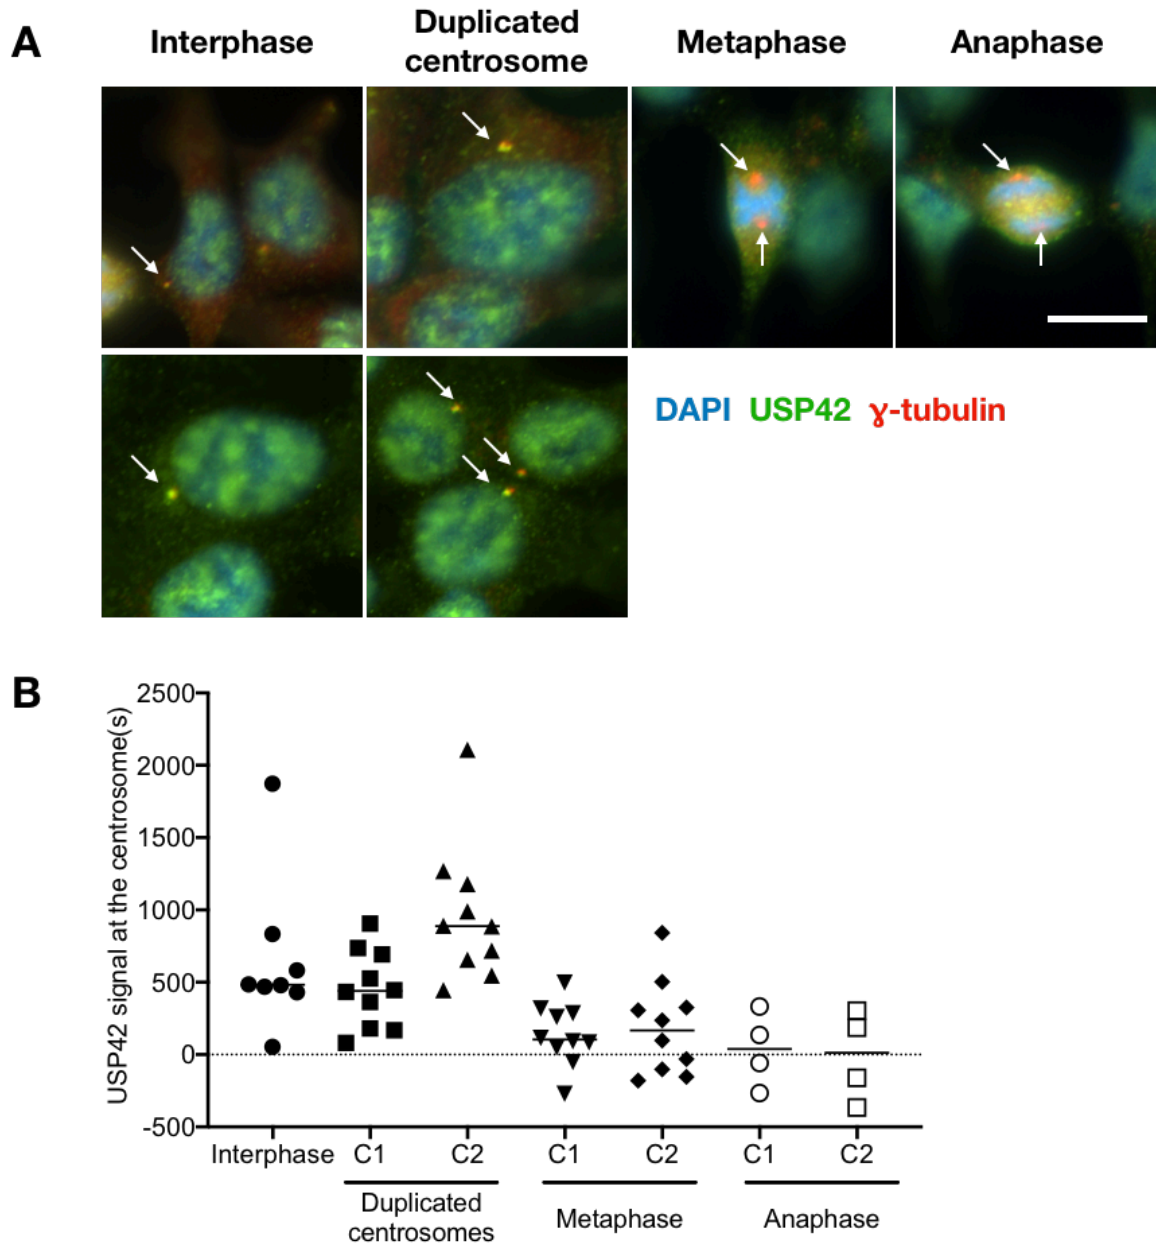 A
Interphase
Duplicated
centrosome
Metaphase
Anaphase
DAPI USP42 γ-tubulin
B
USP42 signal at the centrosome(s)
2500
2000
1500
1000
500
0
-500
Interphase
C1
C2
C1
C2
C1
C2
Duplicated
centrosomes
Metaphase
Anaphase